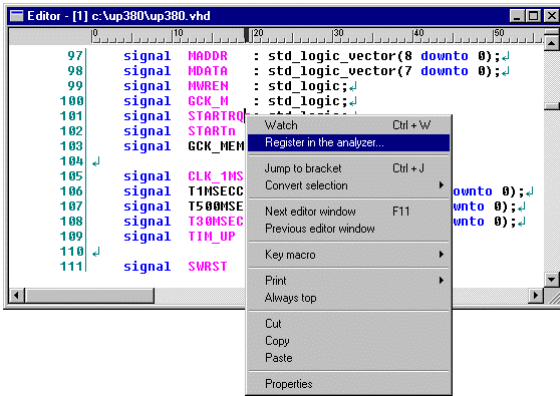 Editor - [1] c:\up380\up380.vhd
0 10 20 30 40 50
97 signal MADDR : std_logic_vector(8 downto 0);↲
98 signal MDATA : std_logic_vector(7 downto 0);↲
99 signal MWREN : std_logic;↲
100 signal GCK_M : std_logic;↲
101 signal STARTRQ
102 signal STARTn
103 signal GCK_MEM
104 ↲
105 signal CLK_1MS
106 signal T1MSECC ownto 0);↲
107 signal T500MSE wnto 0);↲
108 signal T30MSEC wnto 0);↲
109 signal TIM_UP
110 ↲
111 signal SWRST
Watch Ctrl + W
Register in the analyzer...
Jump to bracket Ctrl + J
Convert selection
Next editor window F11
Previous editor window
Key macro
Print
Always top
Cut
Copy
Paste
Properties